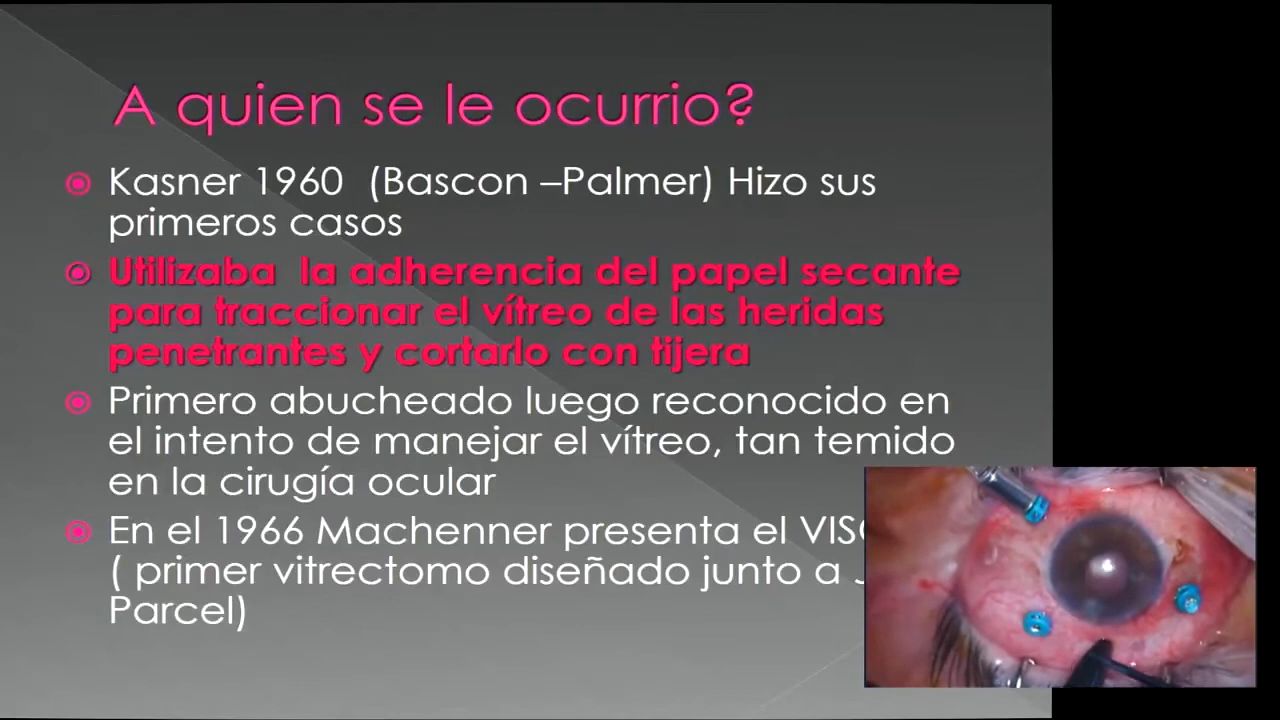 A quien se le ocurrio?
Kasner 1960 (Bascon –Palmer) Hizo sus
primeros casos
Utilizaba la adherencia del papel secante
para traccionar el vítreo de las heridas
penetrantes y cortarlo con tijera
Primero abucheado luego reconocido en
el intento de manejar el vítreo, tan temido
en la cirugía ocular
En el 1966 Machenner presenta el
( primer vitrectomo diseñado junto a
Parcel)